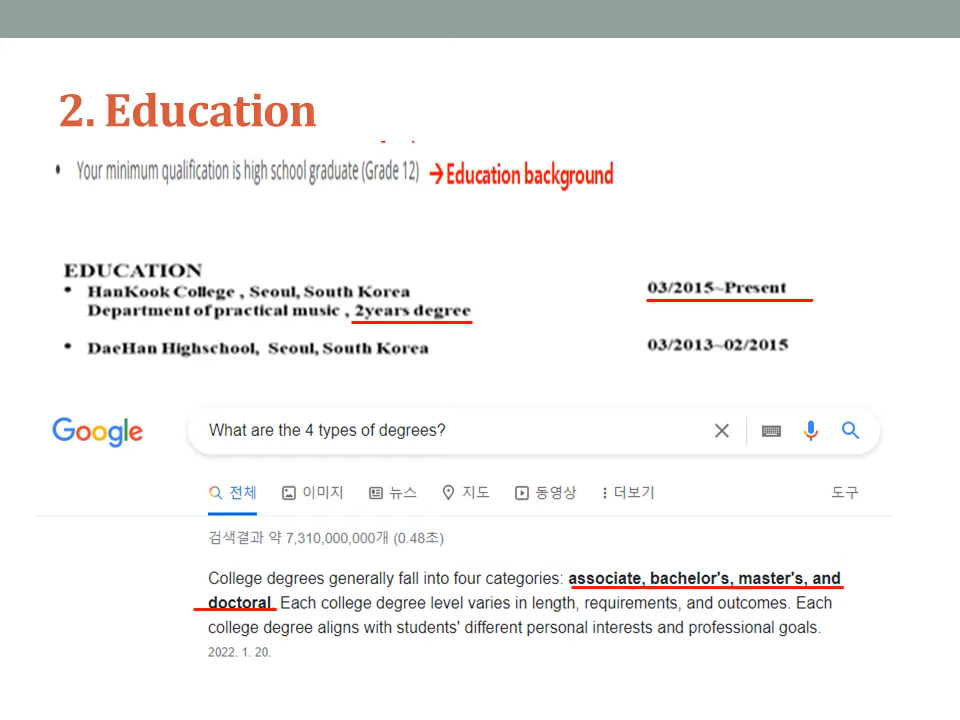 2. Education
• Your minimum qualification is high school graduate (Grade 12) →Education background
EDUCATION
• HanKook College , Seoul, South Korea 03/2015~Present
Department of practical music , 2years degree
• DaeHan Highschool, Seoul, South Korea 03/2013~02/2015
Google What are the 4 types of degrees?
전체 이미지 뉴스 지도 동영상 더보기 도구
검색결과 약 7,310,000,000개 (0.48초)
College degrees generally fall into four categories: associate, bachelor's, master's, and
doctoral. Each college degree level varies in length, requirements, and outcomes. Each
college degree aligns with students' different personal interests and professional goals.
2022. 1. 20.